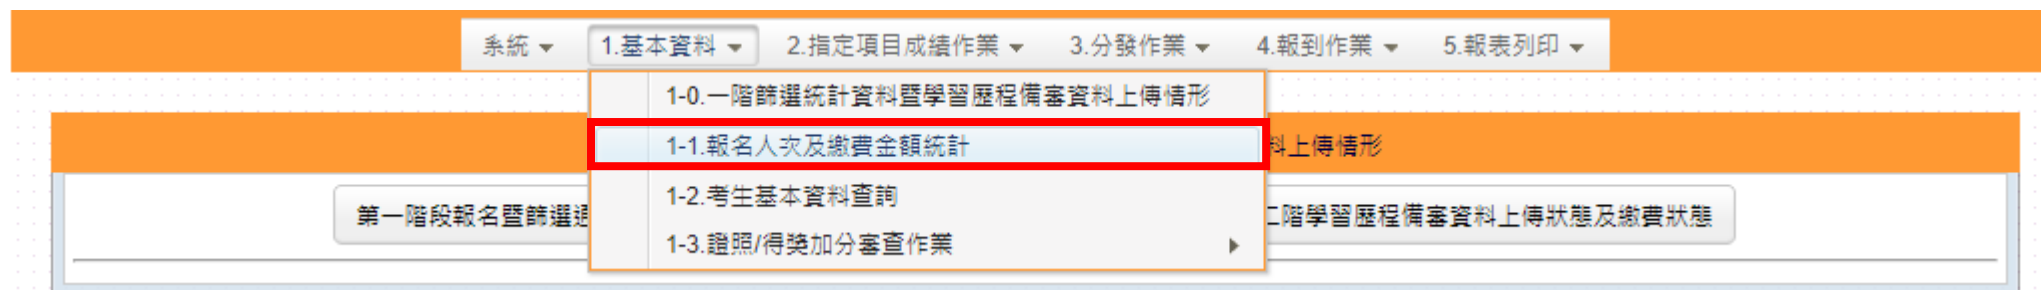 系統 1.基本資料 2.指定項目成績作業 3.分發作業 4.報到作業 5.報表列印
1-0.一階篩選統計資料暨學習歷程備審資料上傳情形
1-1.報名人次及繳費金額統計
料上傳情形
1-2.考生基本資料查詢
第一階段報名暨篩選通
二階學習歷程備審資料上傳狀態及繳費狀態
1-3.證照/得獎加分審查作業